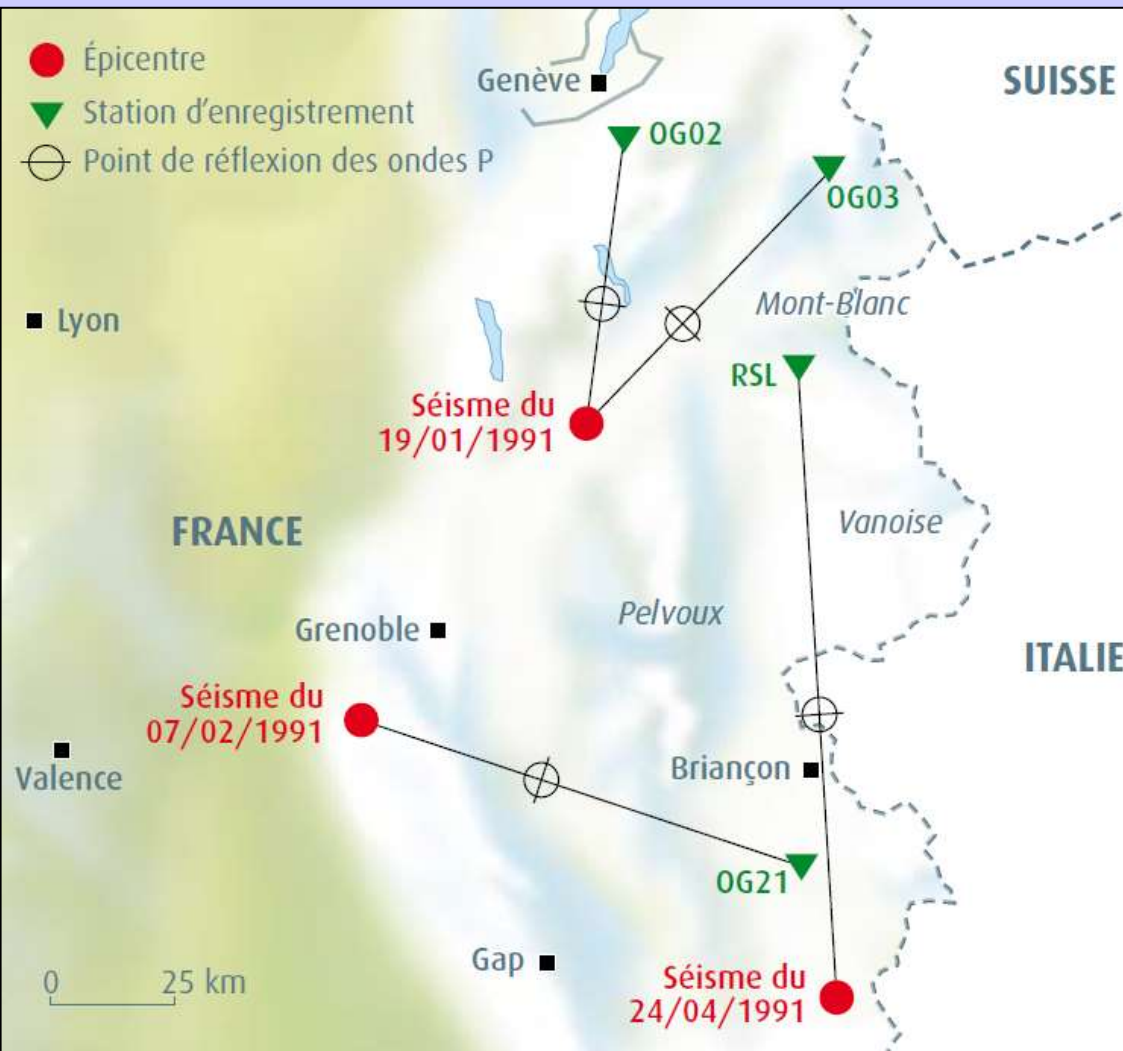 Épicentre
Station d'enregistrement
Point de réflexion des ondes P
Genève
SUISSE
OG02
OG03
Lyon
Mont-Blanc
RSL
Séisme du
19/01/1991
FRANCE
Vanoise
Pelvoux
Grenoble
ITALIE
Séisme du
07/02/1991
Valence
Briançon
OG21
Gap
Séisme du
24/04/1991
0 25 km